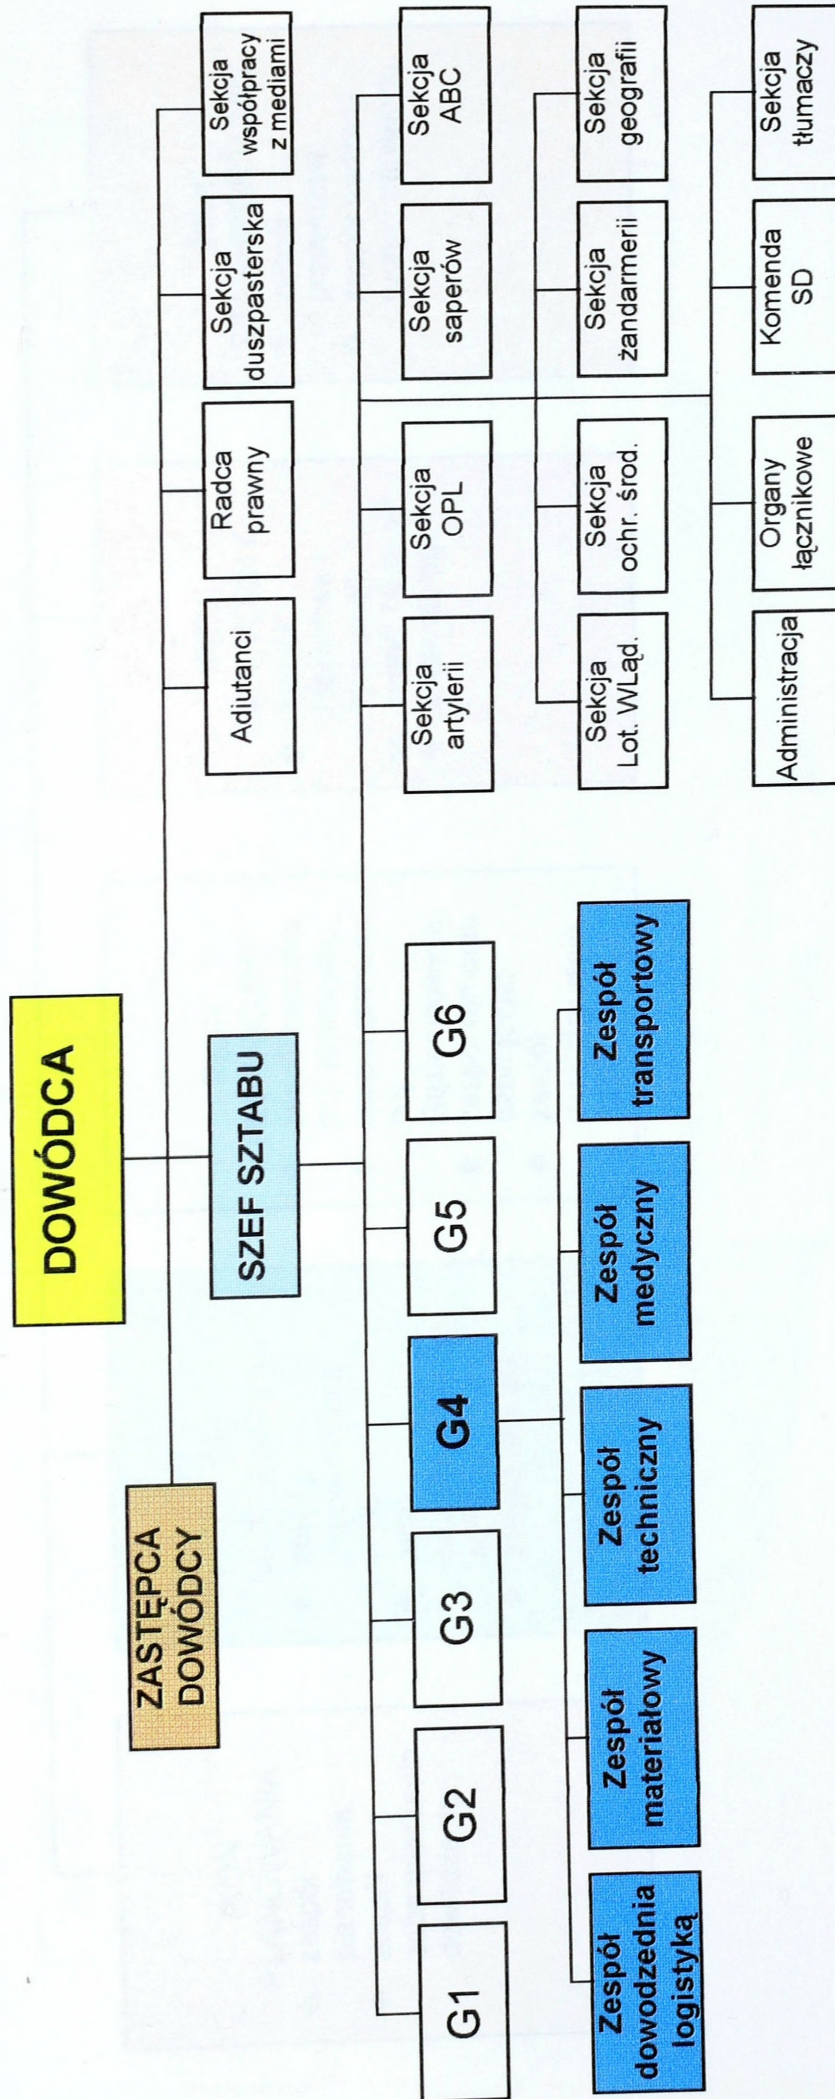 DOWÓDCA
ZASTĘPCA
DOWÓDCY
SZEF SZTABU
Adiutanci
Radca
prawny
Sekcja
duszpasterska
Sekcja
współpracy
z mediami
G1
G2
G3
G4
G5
G6
Sekcja
artylerii
Sekcja
OPL
Sekcja
saperów
Sekcja
ABC
Zespół
dowodzednia
logistyką
Zespół
materiałowy
Zespół
techniczny
Zespół
medyczny
Zespół
transportowy
Sekcja
Lot. WLąd.
Sekcja
ochr. środ.
Sekcja
żandarmerii
Sekcja
geografii
Administracja
Organy
łącznikowe
Komenda
SD
Sekcja
tłumaczy